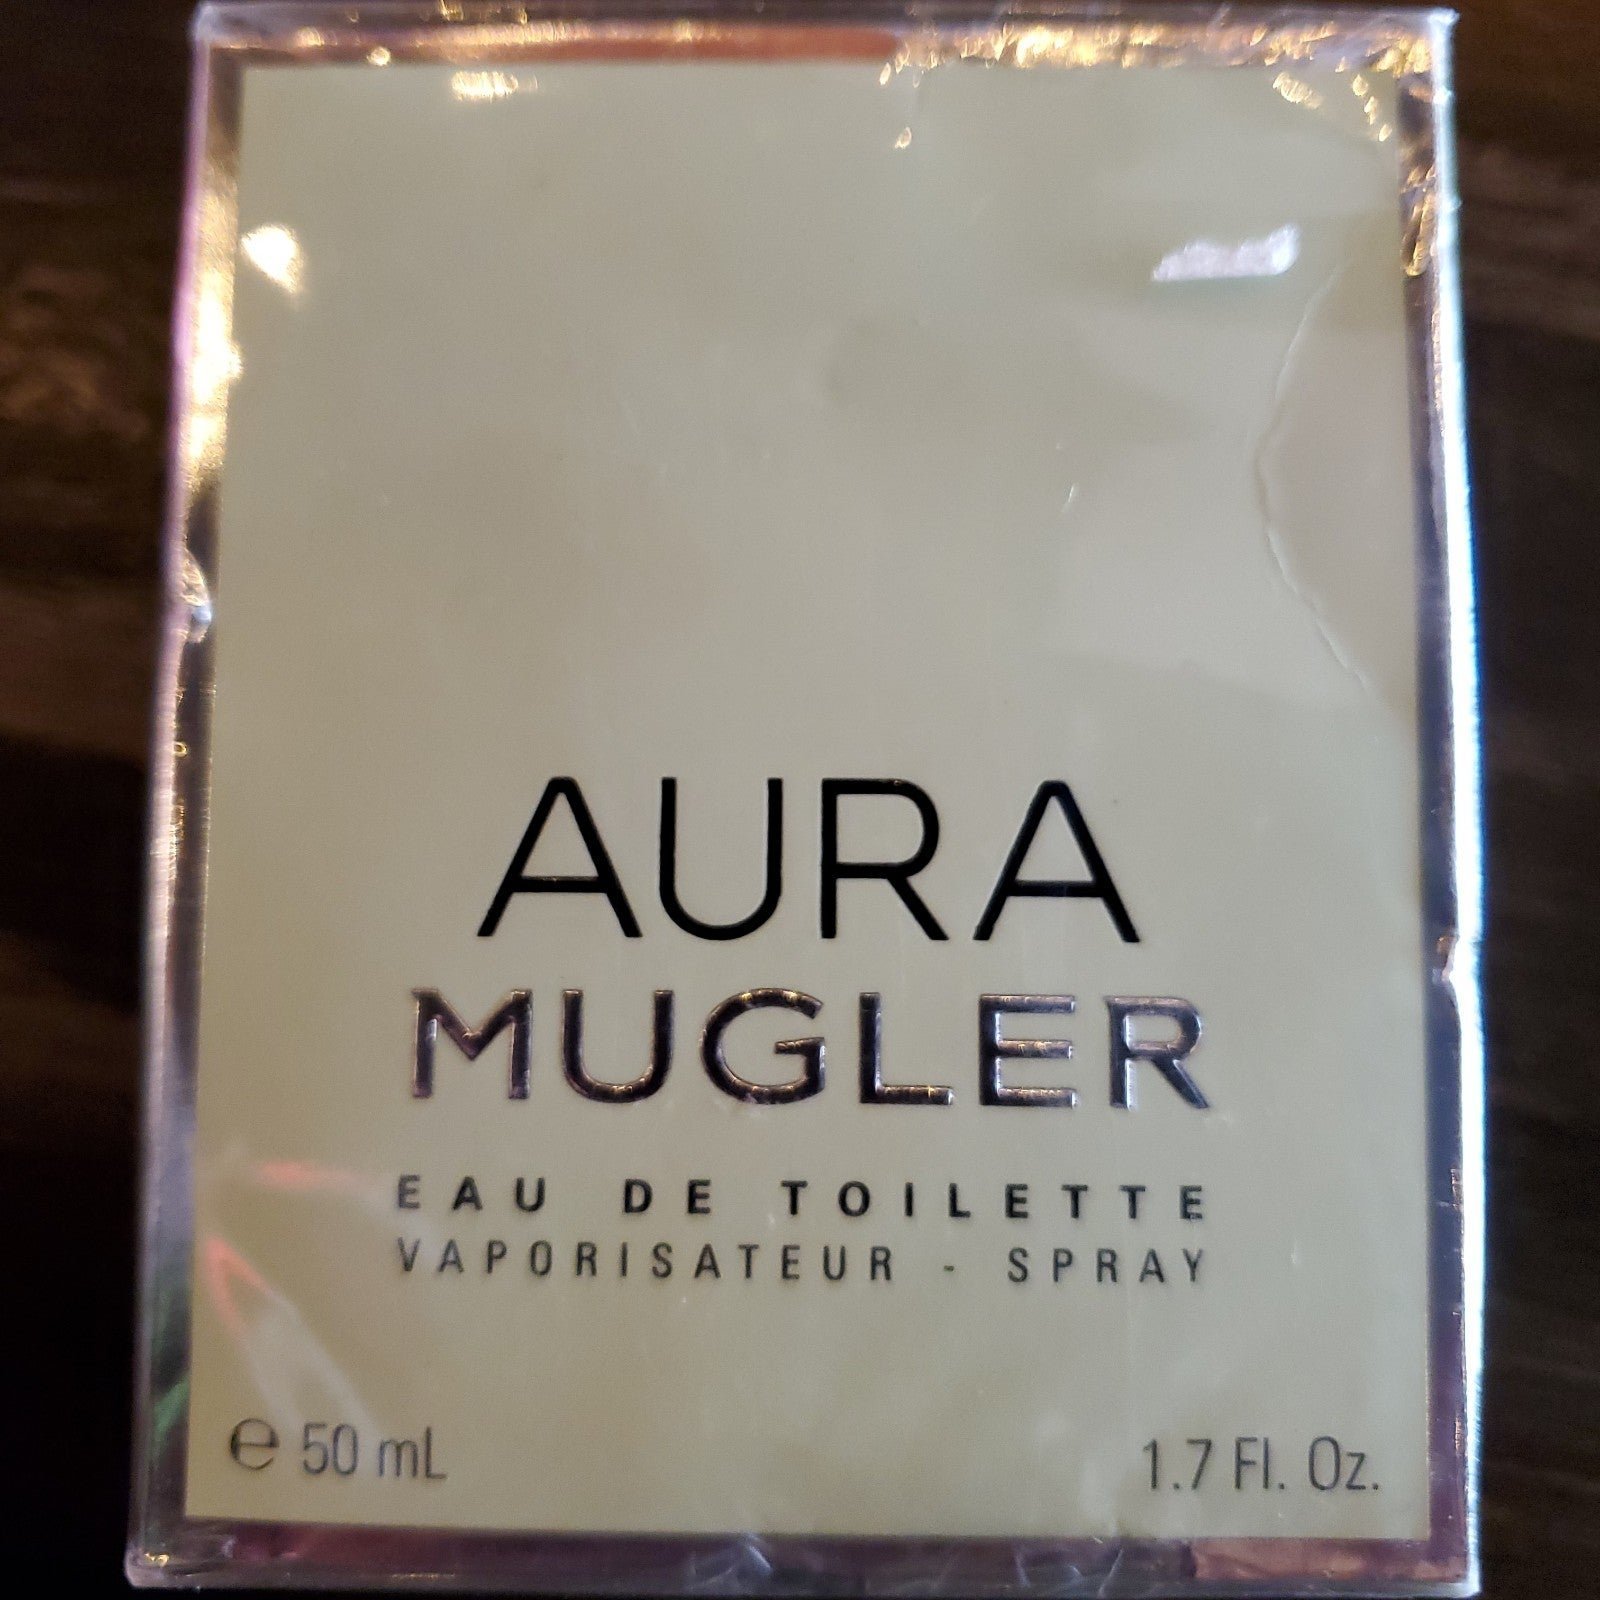 AURA
MUGLER
EAU DE TOILETTE
VAPORISATEUR - SPRAY
℮ 50 mL
1.7 Fl. Oz.